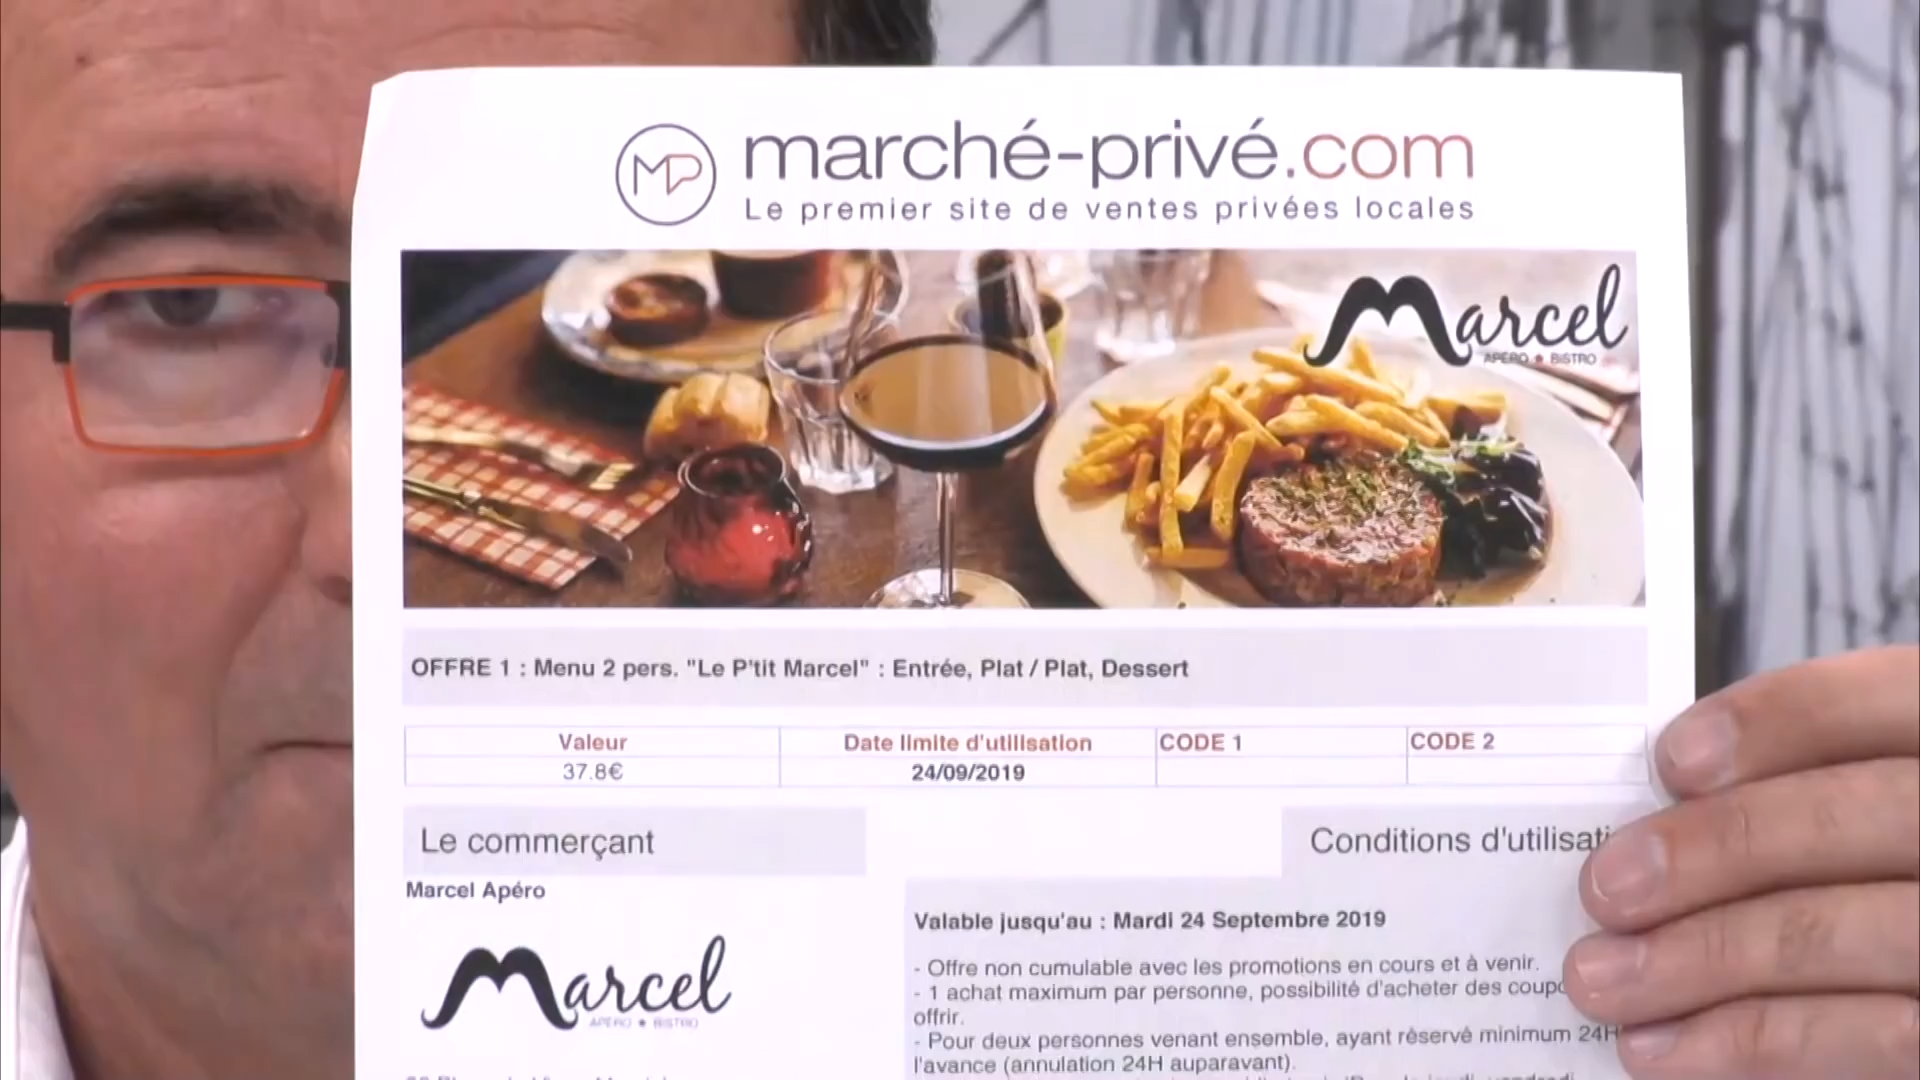 MP
marché-privé.com
Le premier site de ventes privées locales
Marcel
APÉRO ★ BISTRO
OFFRE 1 : Menu 2 pers. "Le P'tit Marcel" : Entrée, Plat / Plat, Dessert
Valeur Date limite d'utilisation CODE 1 CODE 2
37.8€ 24/09/2019
Le commerçant
Conditions d'utilisati
Marcel Apéro
Marcel
APÉRO ★ BISTRO
Valable jusqu'au : Mardi 24 Septembre 2019
- Offre non cumulable avec les promotions en cours et à venir.
- 1 achat maximum par personne, possibilité d'acheter des coupo
offrir.
- Pour deux personnes venant ensemble, ayant réservé minimum 24H
l'avance (annulation 24H auparavant).